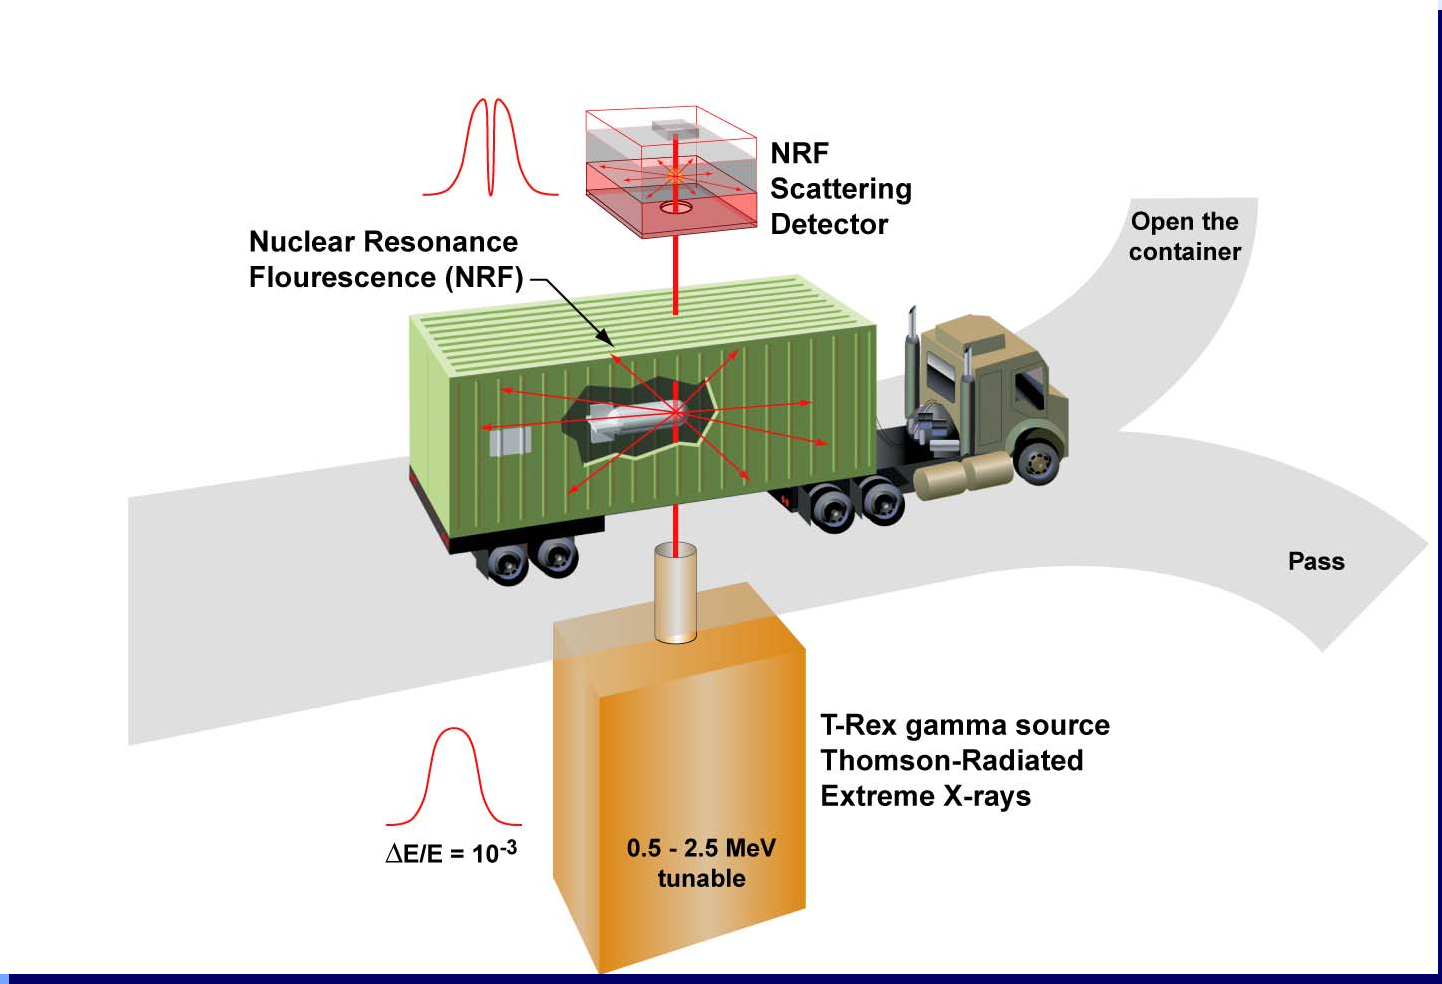 NRF
Scattering
Detector
Nuclear Resonance
Flourescence (NRF)
Open the
container
Pass
T-Rex gamma source
Thomson-Radiated
Extreme X-rays
0.5 - 2.5 MeV
tunable
ΔE/E = 10⁻³